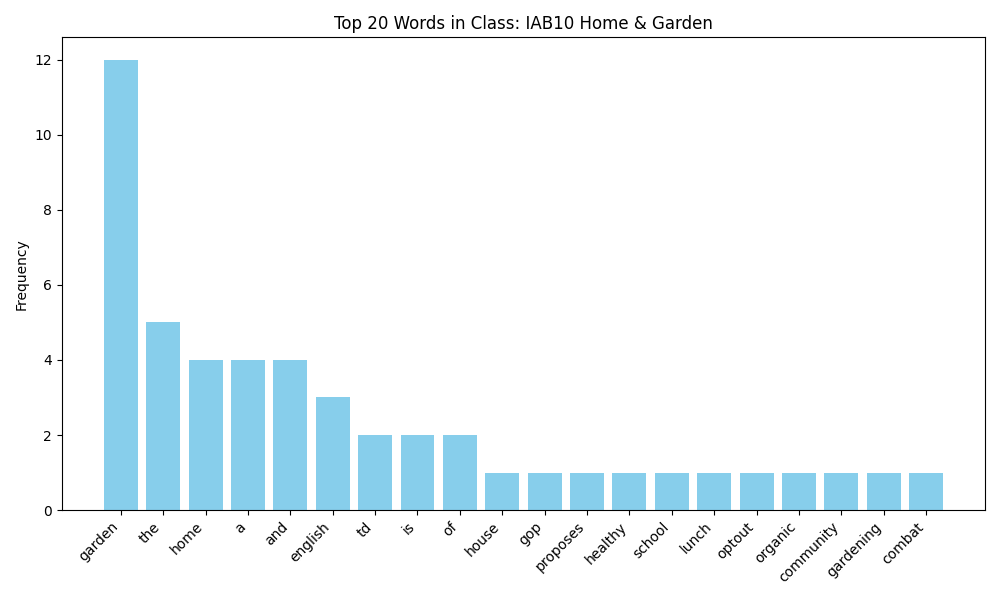 Top 20 Words in Class: IAB10 Home & Garden
Frequency
12
10
8
6
4
2
0
garden
the
home
a
and
english
td
is
of
house
gop
proposes
healthy
school
lunch
optout
organic
community
gardening
combat